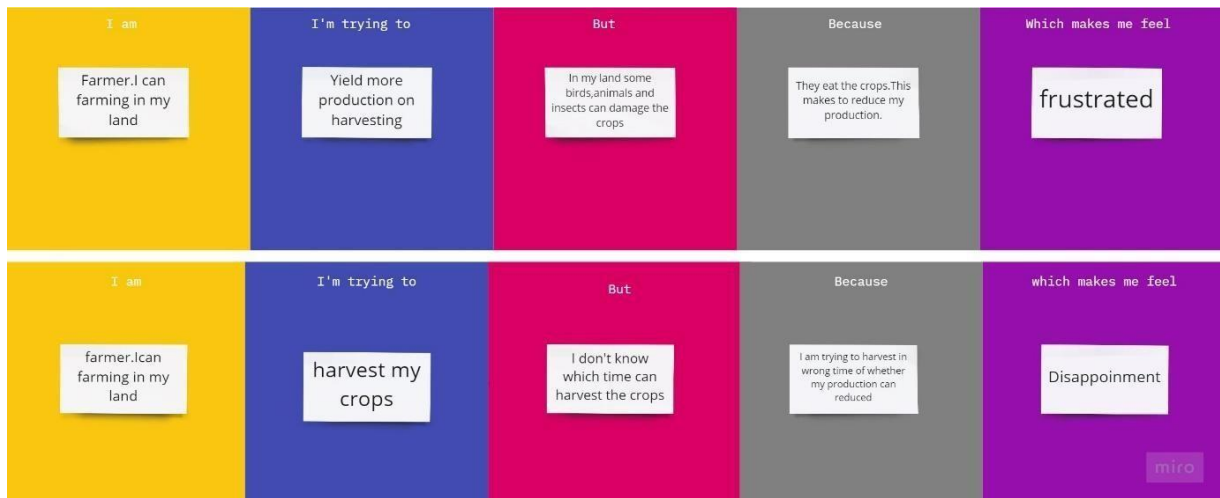 I am
Farmer.I can
farming in my
land
I'm trying to
Yield more
production on
harvesting
But
In my land some
birds,animals and
insects can damage the
crops
Because
They eat the crops.This
makes to reduce my
production.
Which makes me feel
frustrated
I am
farmer.Ican
farming in my
land
I'm trying to
harvest my
crops
But
I don't know
which time can
harvest the crops
Because
I am trying to harvest in
wrong time of whether
my production can
reduced
which makes me feel
Disappoinment
miro